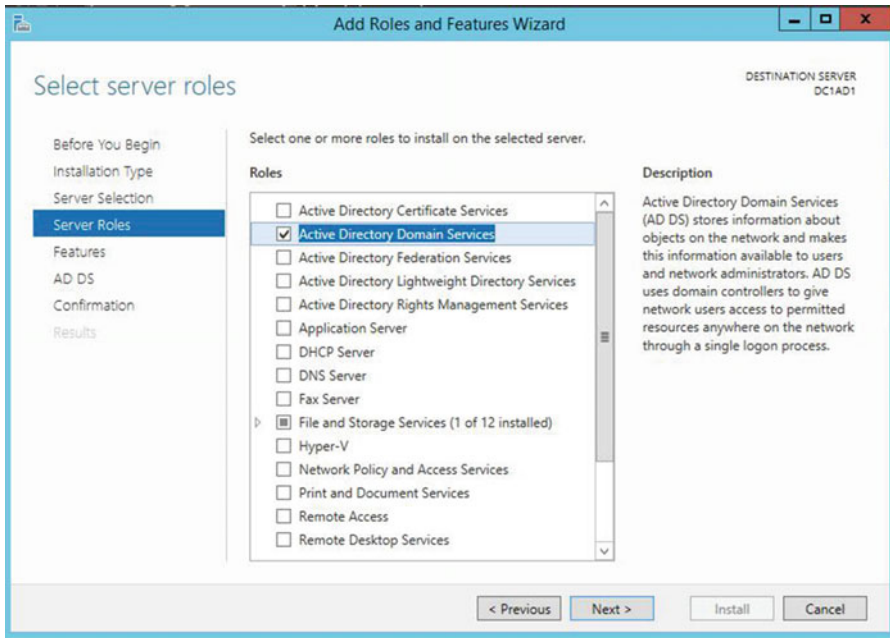 Add Roles and Features Wizard
Select server roles
DESTINATION SERVER
DC1AD1
Before You Begin
Installation Type
Server Selection
Server Roles
Features
AD DS
Confirmation
Results
Select one or more roles to install on the selected server.
Roles
Active Directory Certificate Services
Active Directory Domain Services
Active Directory Federation Services
Active Directory Lightweight Directory Services
Active Directory Rights Management Services
Application Server
DHCP Server
DNS Server
Fax Server
File and Storage Services (1 of 12 installed)
Hyper-V
Network Policy and Access Services
Print and Document Services
Remote Access
Remote Desktop Services
Description
Active Directory Domain Services
(AD DS) stores information about
objects on the network and makes
this information available to users
and network administrators. AD DS
uses domain controllers to give
network users access to permitted
resources anywhere on the network
through a single logon process.
< Previous
Next >
Install
Cancel